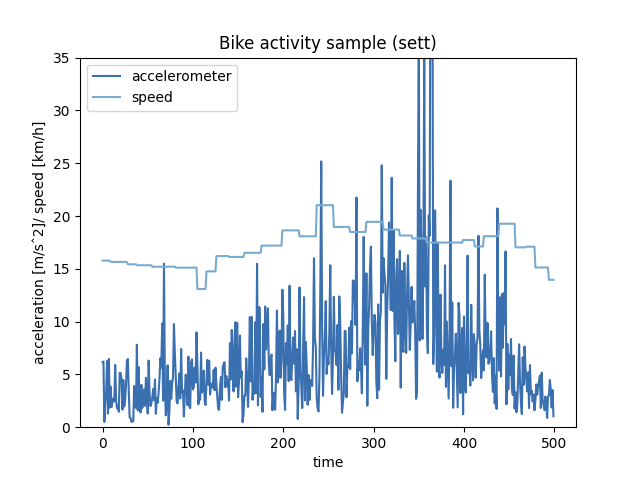 Bike activity sample (sett)
accelerometer
speed
acceleration [m/s^2]/ speed [km/h]
35
30
25
20
15
10
5
0
0 100 200 300 400 500
time